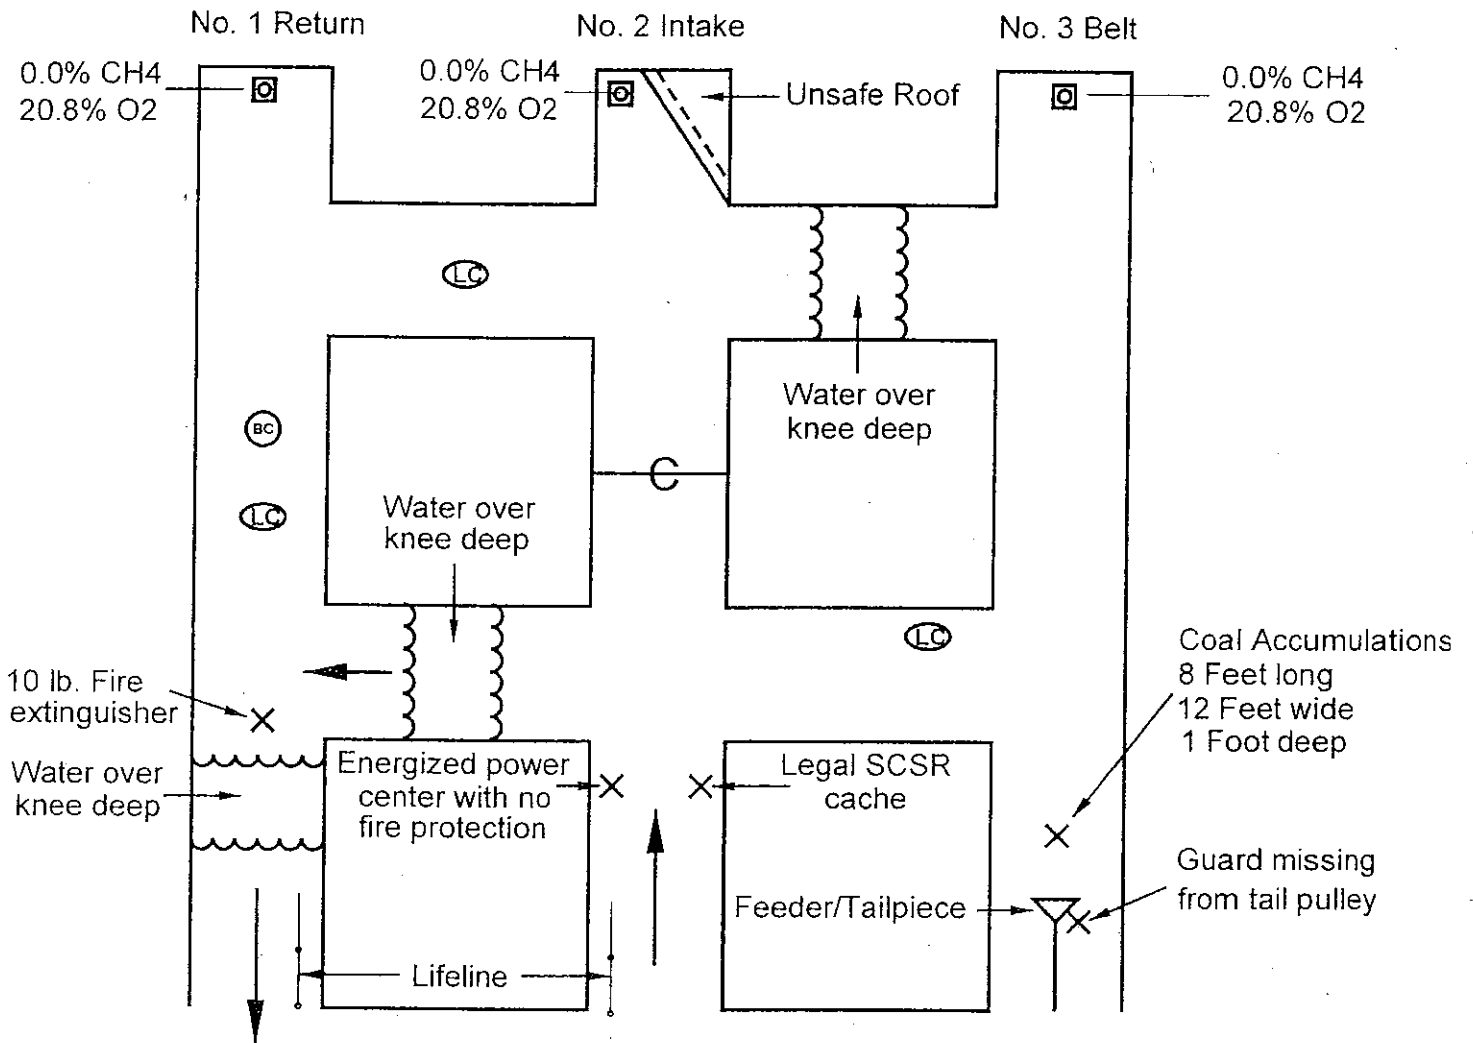 No. 1 Return
No. 2 Intake
No. 3 Belt
0.0% CH4
20.8% O2
0.0% CH4
20.8% O2
Unsafe Roof
0.0% CH4
20.8% O2
LC
BC
LC
Water over
knee deep
C
Water over
knee deep
LC
10 lb. Fire
extinguisher
Coal Accumulations
8 Feet long
12 Feet wide
1 Foot deep
Water over
knee deep
Energized power
center with no
fire protection
Legal SCSR
cache
Guard missing
from tail pulley
Feeder/Tailpiece
Lifeline